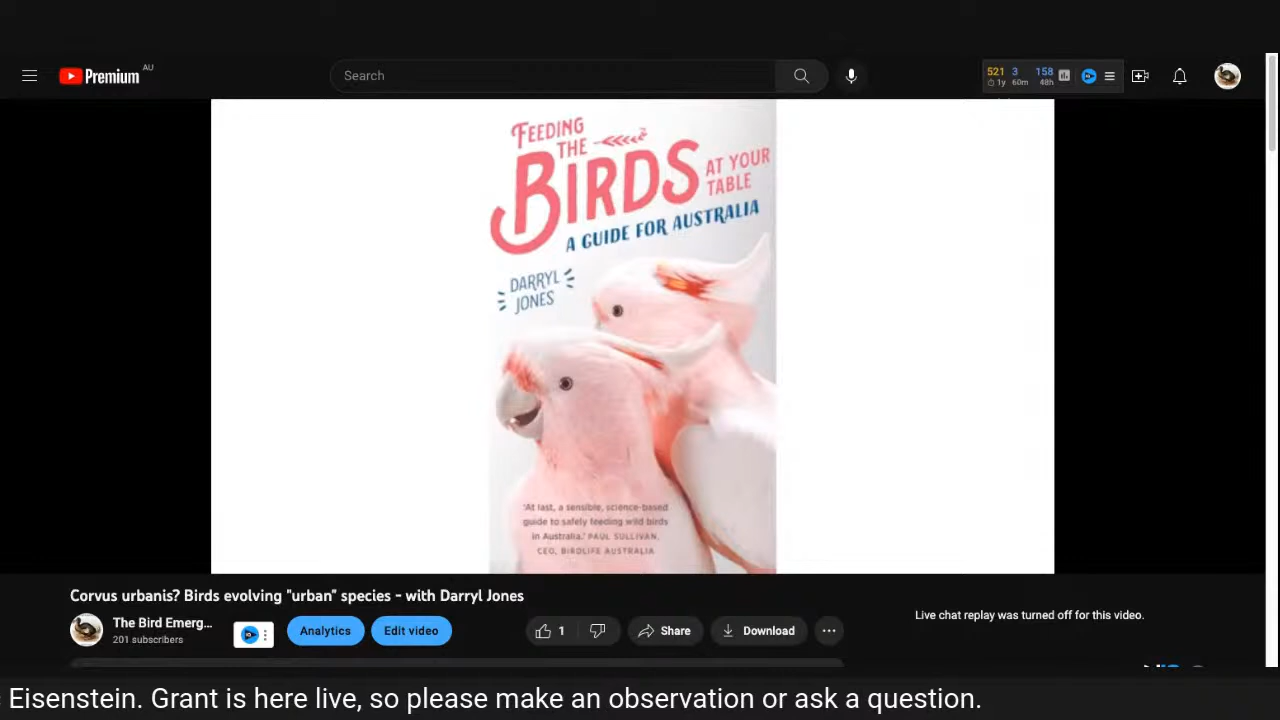 Premium AU
Search
521 3 158
1y 60m 48h
FEEDING
THE
BIRDS
AT YOUR
TABLE
A GUIDE FOR AUSTRALIA
DARRYL
JONES
'At last, a sensible, science-based
guide to safely feeding wild birds
in Australia.' PAUL SULLIVAN,
CEO, BIRDLIFE AUSTRALIA
Corvus urbanis? Birds evolving "urban" species - with Darryl Jones
The Bird Emerg...
201 subscribers
Analytics
Edit video
1
Share
Download
Live chat replay was turned off for this video.
Eisenstein. Grant is here live, so please make an observation or ask a question.